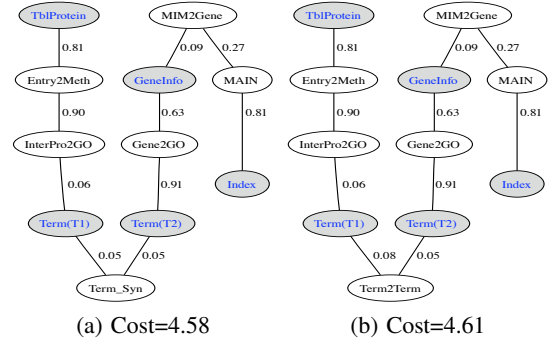 TblProtein
MIM2Gene
0.81
0.09
0.27
Entry2Meth
GeneInfo
MAIN
0.90
0.63
0.81
InterPro2GO
Gene2GO
0.06
0.91
Index
Term(T1)
Term(T2)
0.05
0.05
Term_Syn
(a) Cost=4.58
TblProtein
MIM2Gene
0.81
0.09
0.27
Entry2Meth
GeneInfo
MAIN
0.90
0.63
0.81
InterPro2GO
Gene2GO
0.06
0.91
Index
Term(T1)
Term(T2)
0.08
0.05
Term2Term
(b) Cost=4.61